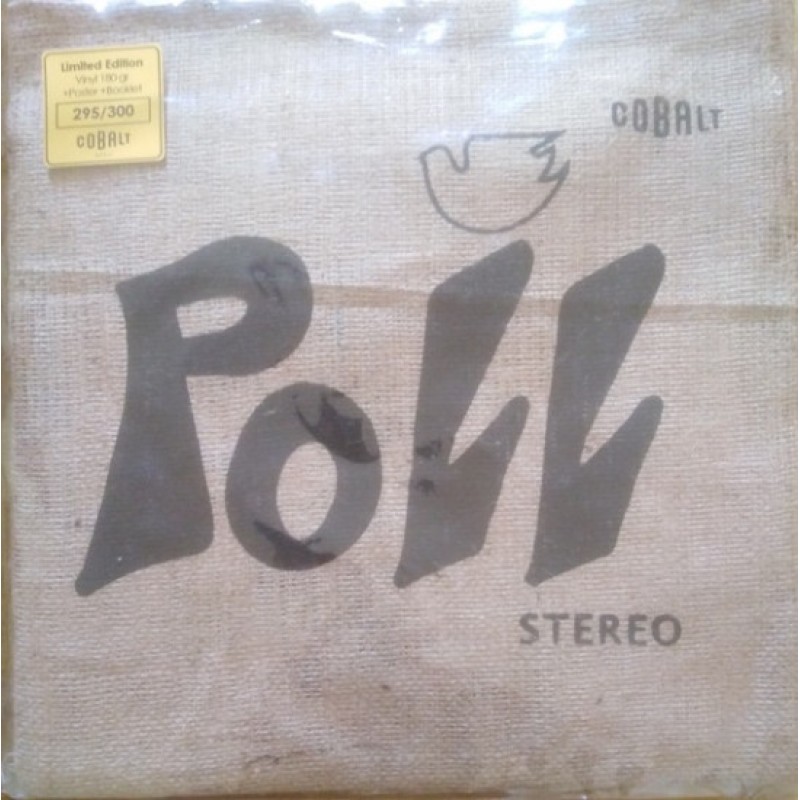 Limited Edition
Vinyl 180 gr
+Poster +Booklet
295/300
COBALT
COBALT
Poll
STEREO